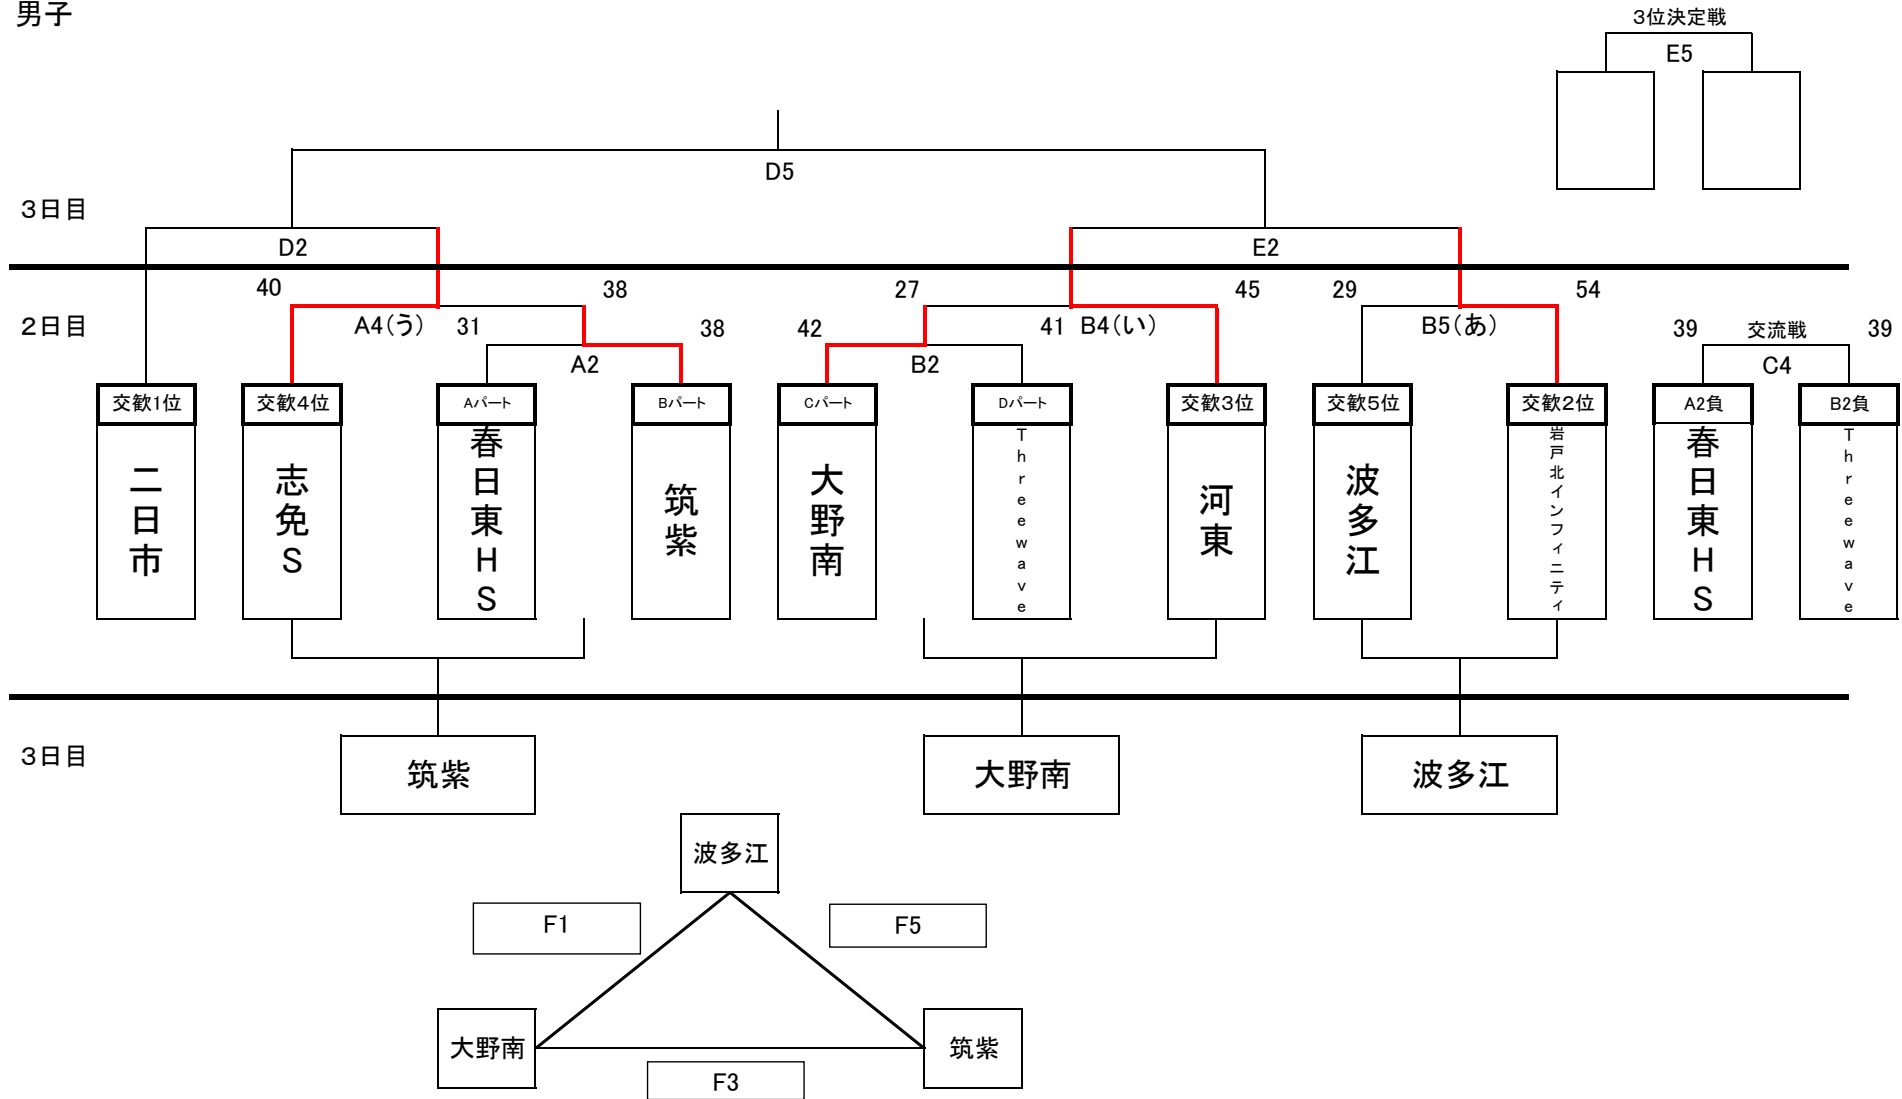 男子
3位決定戦
E5
D5
3日目
D2
E2
40
38
27
45
29
54
2日目
A4(う)
31
38
42
41
B4(い)
B5(あ)
39
交流戦
39
A2
B2
C4
交歓1位
交歓4位
Aパート
Bパート
Cパート
Dパート
交歓3位
交歓5位
交歓2位
A2負
B2負
二日市
志免S
春日東HS
筑紫
大野南
Threewave
河東
波多江
岩戸北インフィニティ
春日東HS
Threewave
3日目
筑紫
大野南
波多江
波多江
F1
F5
大野南
筑紫
F3